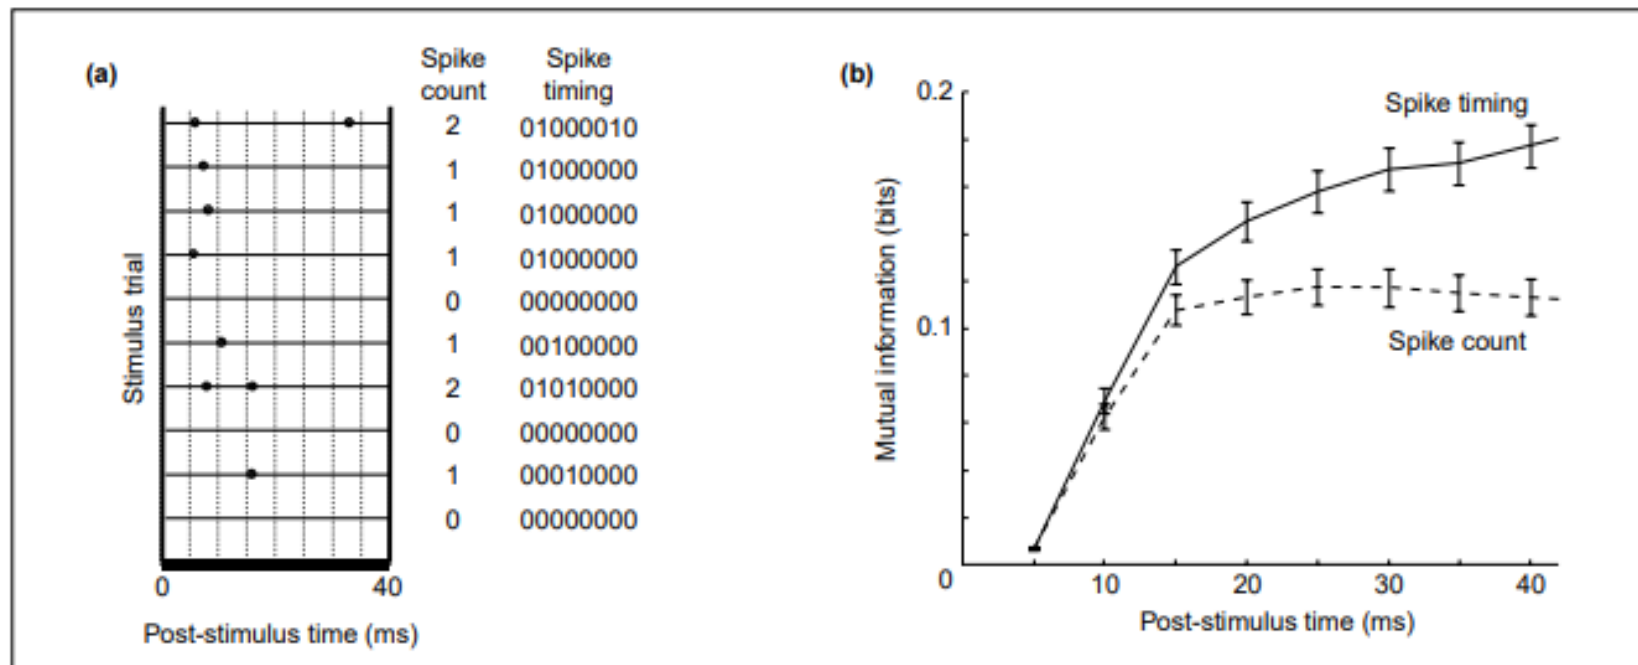 (a)
Spike
count
Spike
timing
2 01000010
1 01000000
1 01000000
1 01000000
0 00000000
1 00100000
2 01010000
0 00000000
1 00010000
0 00000000
Stimulus trial
0 40
Post-stimulus time (ms)
(b)
0.2
Spike timing
0.1
Spike count
Mutual information (bits)
0
10 20 30 40
Post-stimulus time (ms)